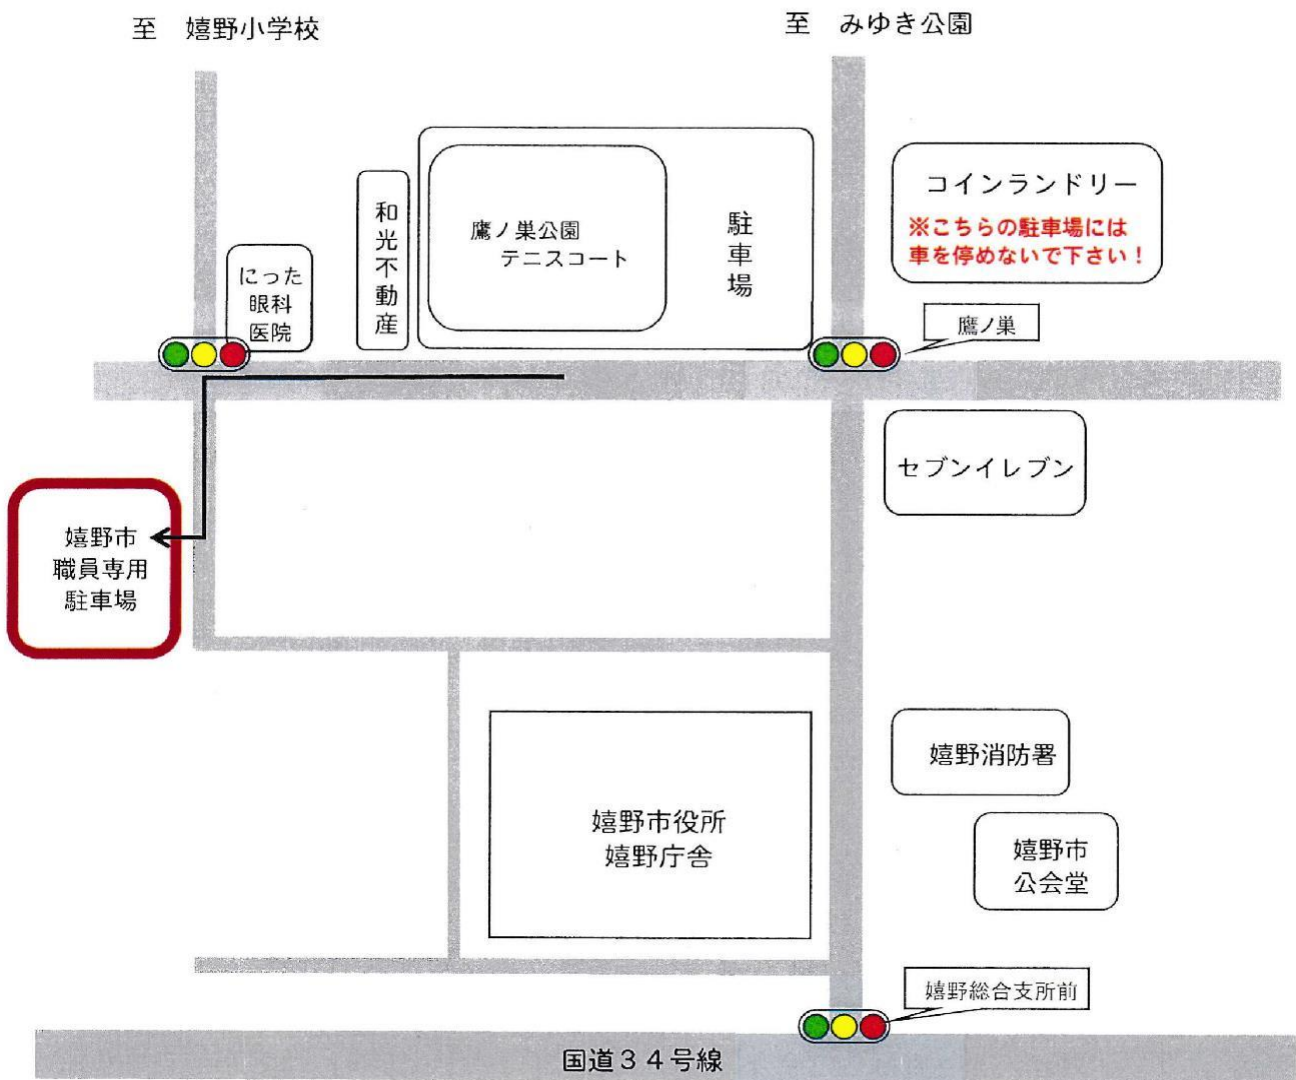 至　嬉野小学校
至　みゆき公園
コインランドリー
※こちらの駐車場には
車を停めないで下さい！
和光不動産
鷹ノ巣公園
テニスコート
駐車場
にった
眼科
医院
鷹ノ巣
セブンイレブン
嬉野市
職員専用
駐車場
嬉野消防署
嬉野市役所
嬉野庁舎
嬉野市
公会堂
嬉野総合支所前
国道３４号線